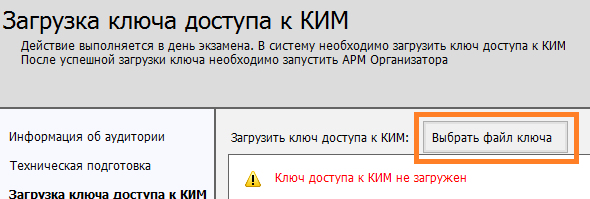 Загрузка ключа доступа к КИМ
Действие выполняется в день экзамена. В систему необходимо загрузить ключ доступа к КИМ
После успешной загрузки ключа необходимо запустить АРМ Организатора
Информация об аудитории
Загрузить ключ доступа к КИМ:
Выбрать файл ключа
Техническая подготовка
Ключ доступа к КИМ не загружен
Загрузка ключа доступа к КИМ